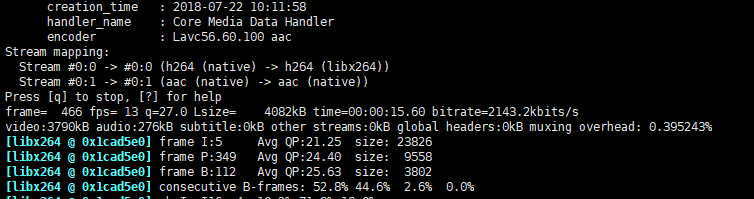 creation_time   : 2018-07-22 10:11:58
handler_name    : Core Media Data Handler
encoder         : Lavc56.60.100 aac
Stream mapping:
Stream #0:0 -> #0:0 (h264 (native) -> h264 (libx264))
Stream #0:1 -> #0:1 (aac (native) -> aac (native))
Press [q] to stop, [?] for help
frame=  466 fps= 13 q=27.0 Lsize=    4082kB time=00:00:15.60 bitrate=2143.2kbits/s
video:3790kB audio:276kB subtitle:0kB other streams:0kB global headers:0kB muxing overhead: 0.395243%
[libx264 @ 0x1cad5e0] frame I:5     Avg QP:21.25  size: 23826
[libx264 @ 0x1cad5e0] frame P:349   Avg QP:24.40  size:  9558
[libx264 @ 0x1cad5e0] frame B:112   Avg QP:25.63  size:  3802
[libx264 @ 0x1cad5e0] consecutive B-frames: 52.8% 44.6%  2.6%  0.0%